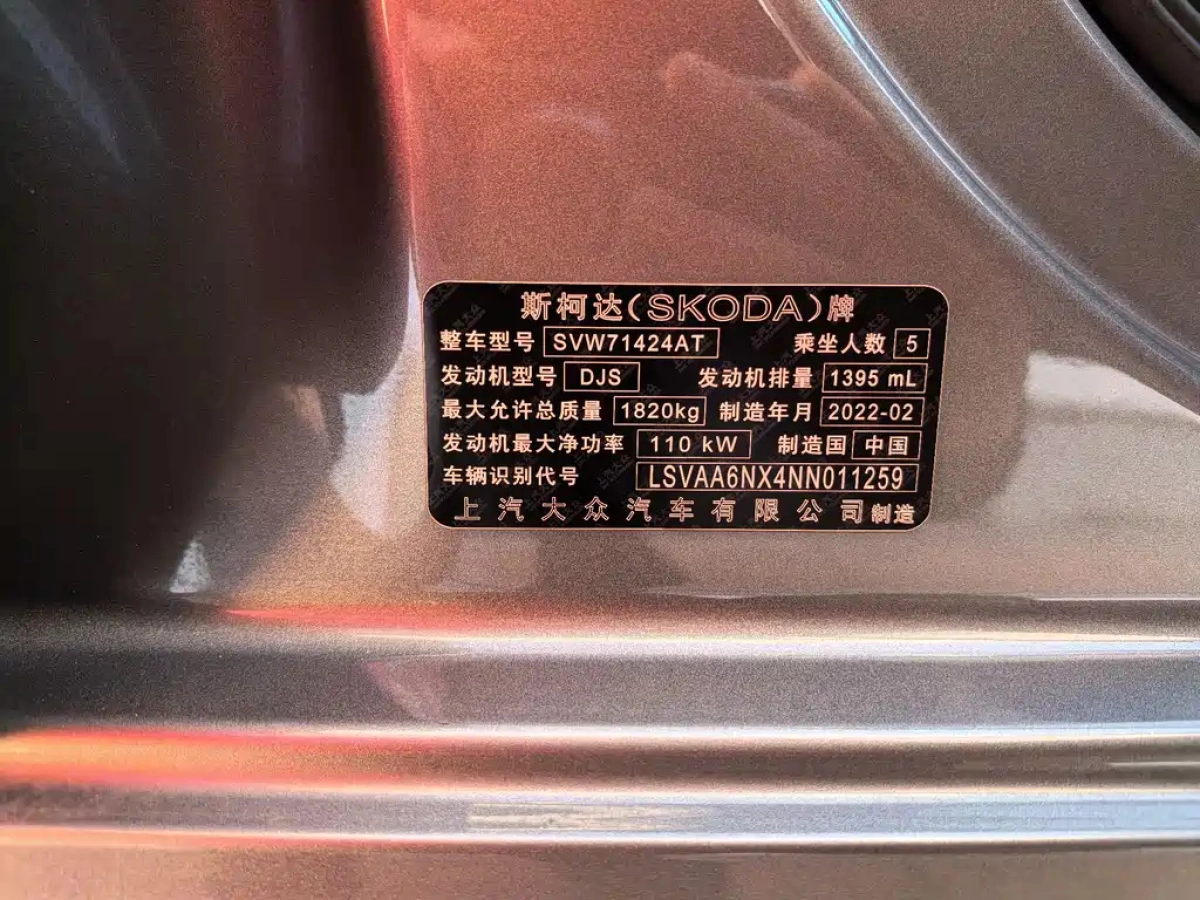 斯柯达(SKODA)牌
整车型号 SVW71424AT 乘坐人数 5
发动机型号 DJS 发动机排量 1395 mL
最大允许总质量 1820kg 制造年月 2022-02
发动机最大净功率 110 kW 制造国 中国
车辆识别代号 LSVAA6NX4NN011259
上汽大众汽车有限公司制造